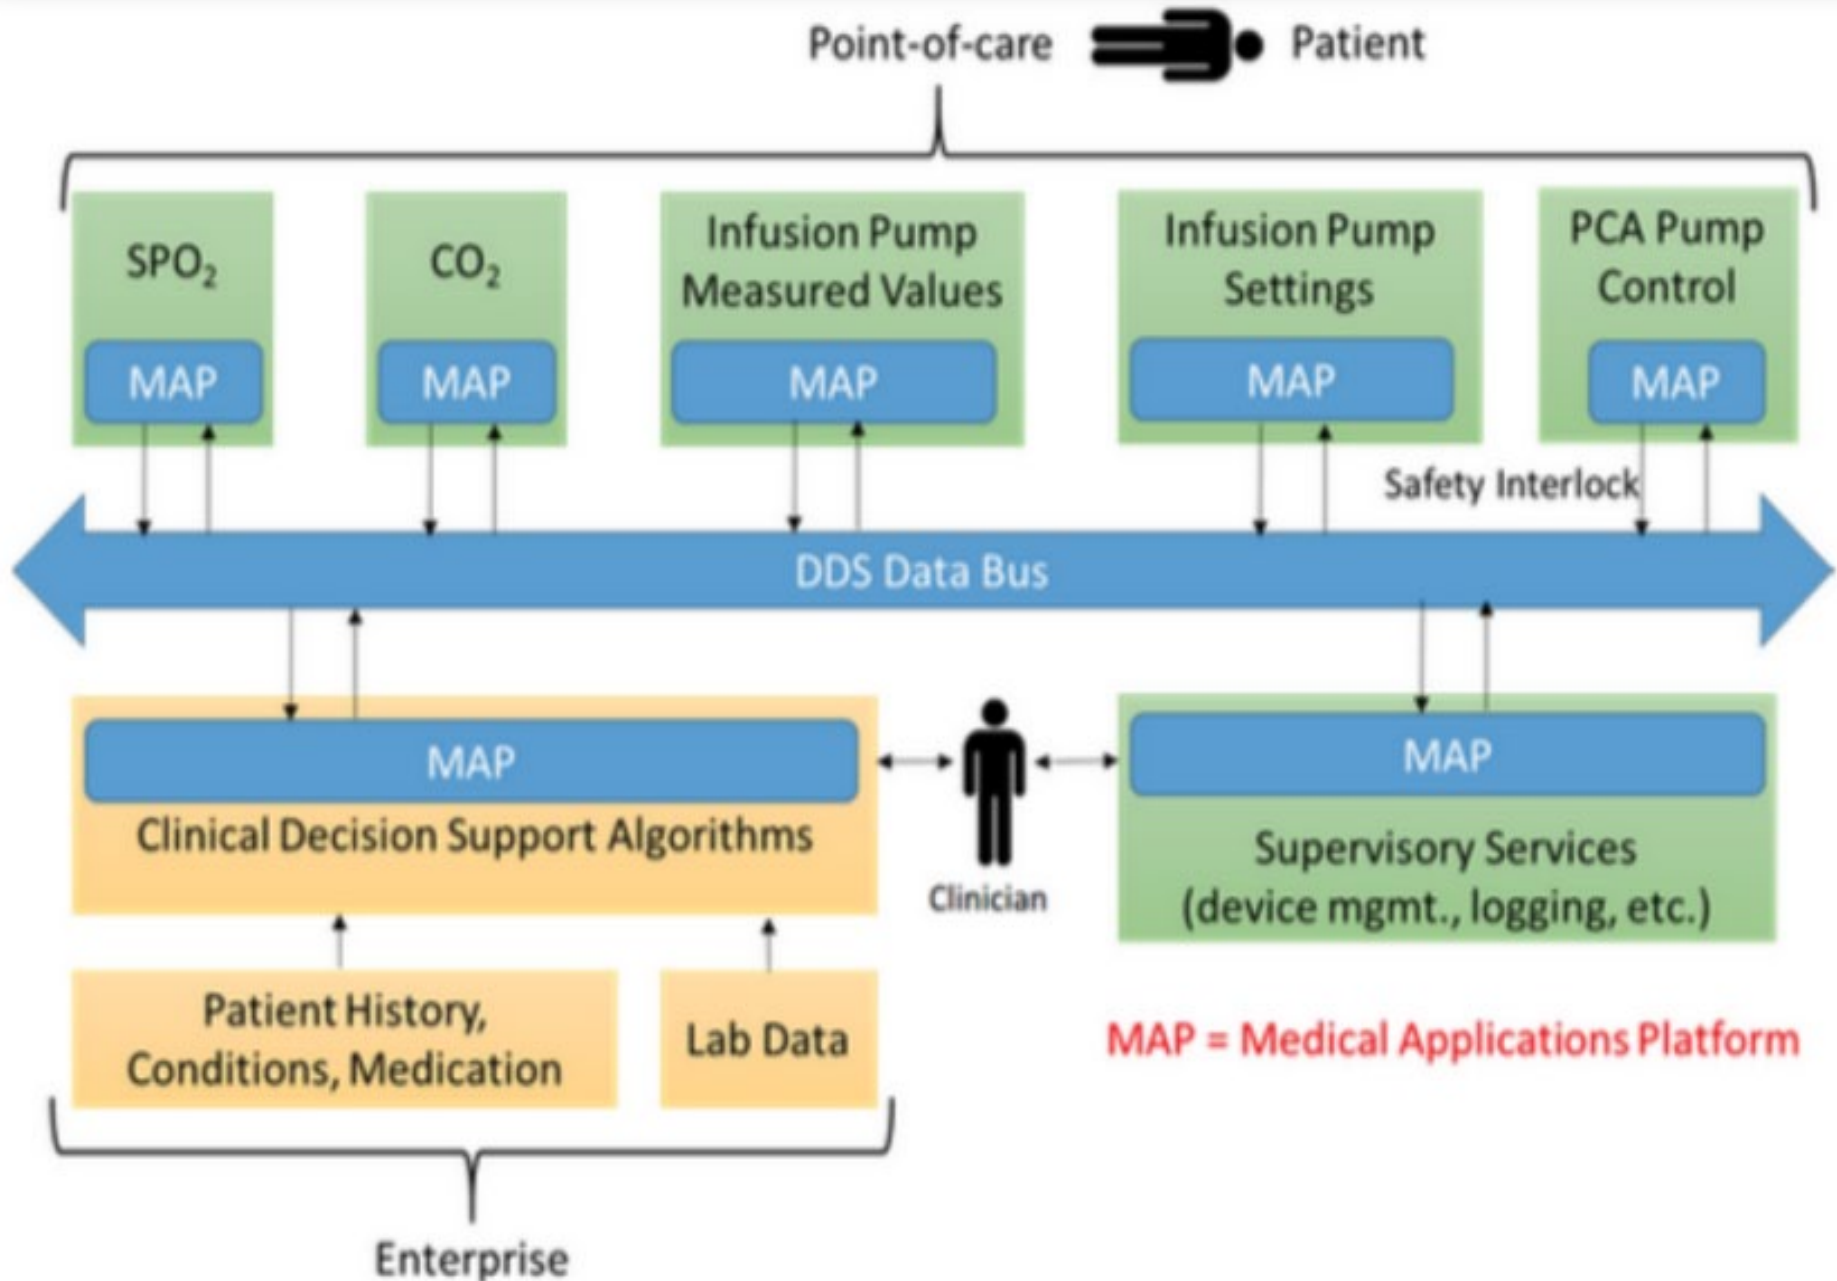 Point-of-care
Patient
SPO₂
CO₂
Infusion Pump
Measured Values
Infusion Pump
Settings
PCA Pump
Control
MAP
MAP
MAP
MAP
MAP
Safety Interlock
DDS Data Bus
MAP
Clinical Decision Support Algorithms
Clinician
MAP
Supervisory Services
(device mgmt., logging, etc.)
Patient History,
Conditions, Medication
Lab Data
MAP = Medical Applications Platform
Enterprise